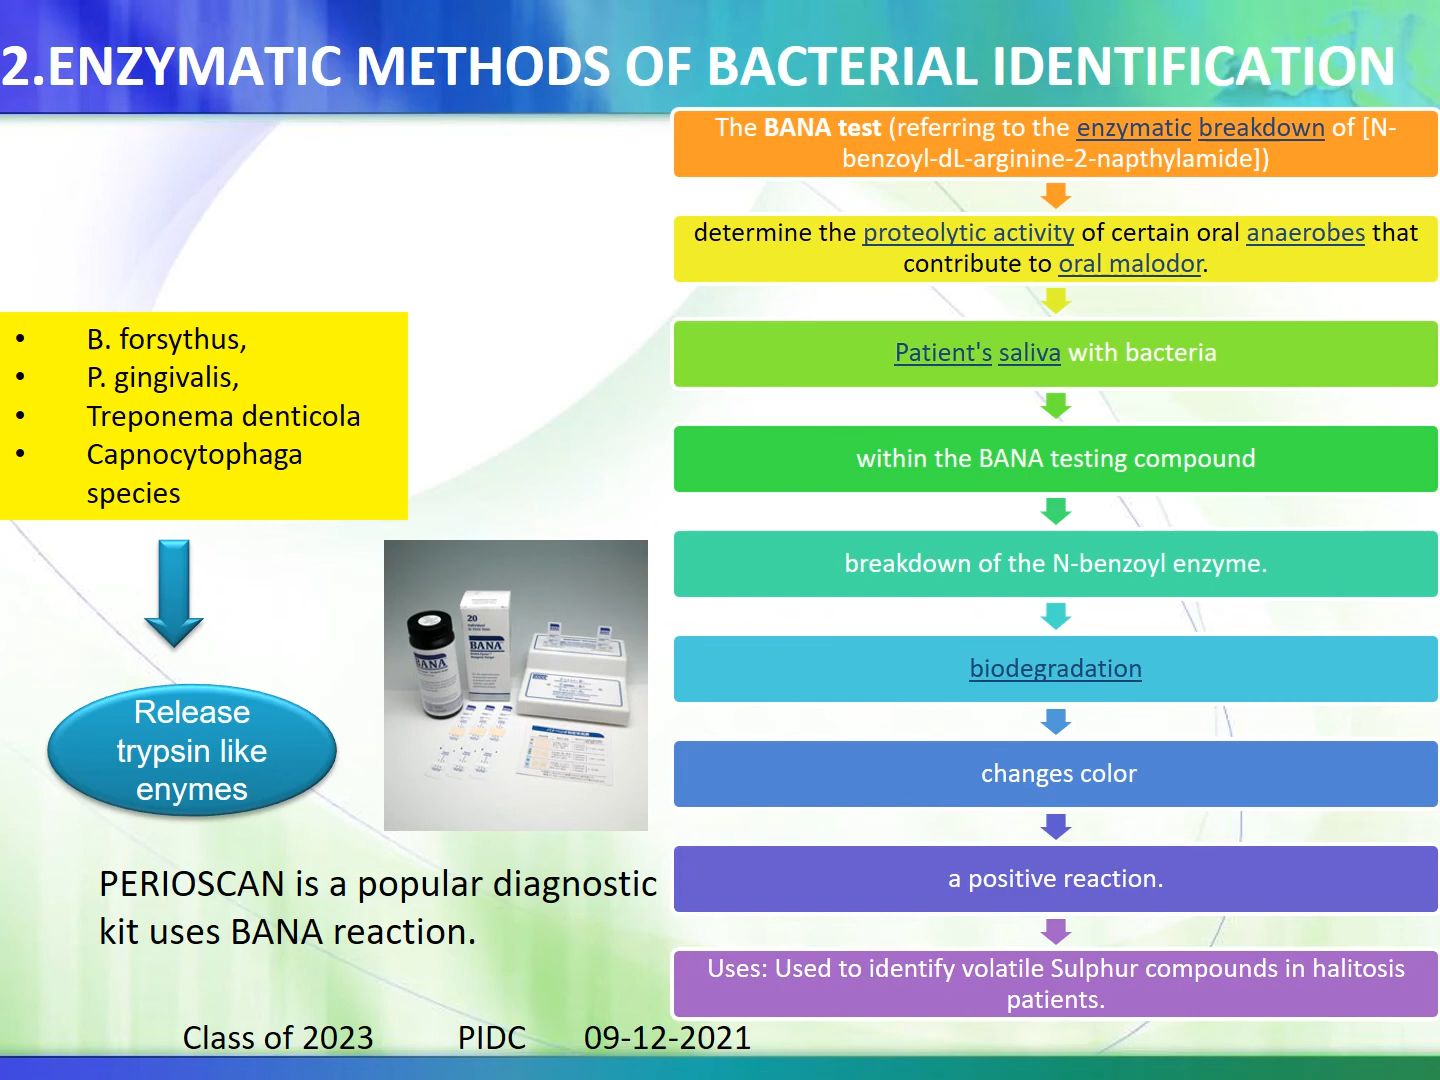 2.ENZYMATIC METHODS OF BACTERIAL IDENTIFICATION
The BANA test (referring to the enzymatic breakdown of [N-
benzoyl-dL-arginine-2-napthylamide])
determine the proteolytic activity of certain oral anaerobes that
contribute to oral malodor.
Patient's saliva with bacteria
within the BANA testing compound
breakdown of the N-benzoyl enzyme.
biodegradation
changes color
a positive reaction.
Uses: Used to identify volatile Sulphur compounds in halitosis
patients.
• B. forsythus,
• P. gingivalis,
• Treponema denticola
• Capnocytophaga
species
Release
trypsin like
enymes
20
BANA
BANA
PERIOSCAN is a popular diagnostic
kit uses BANA reaction.
Class of 2023 PIDC 09-12-2021